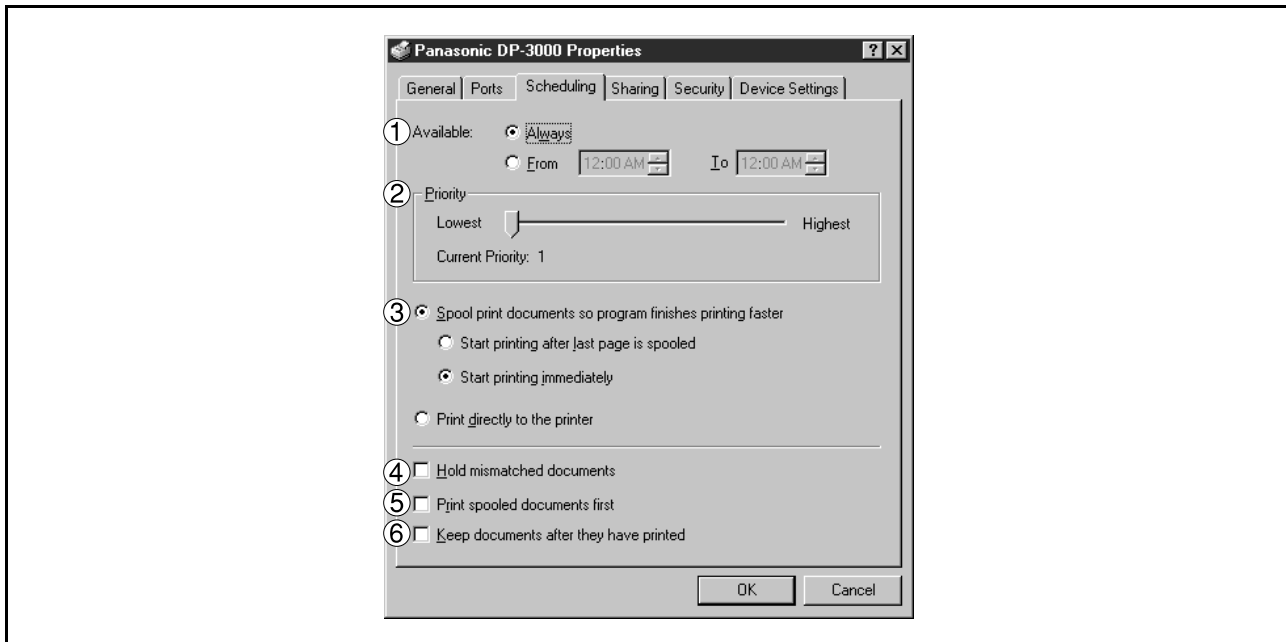 Panasonic DP-3000 Properties
General Ports Scheduling Sharing Security Device Settings
① Available: Always
From 12:00 AM To 12:00 AM
② Priority
Lowest Highest
Current Priority: 1
③ Spool print documents so program finishes printing faster
Start printing after last page is spooled
Start printing immediately
Print directly to the printer
④ Hold mismatched documents
⑤ Print spooled documents first
⑥ Keep documents after they have printed
OK Cancel